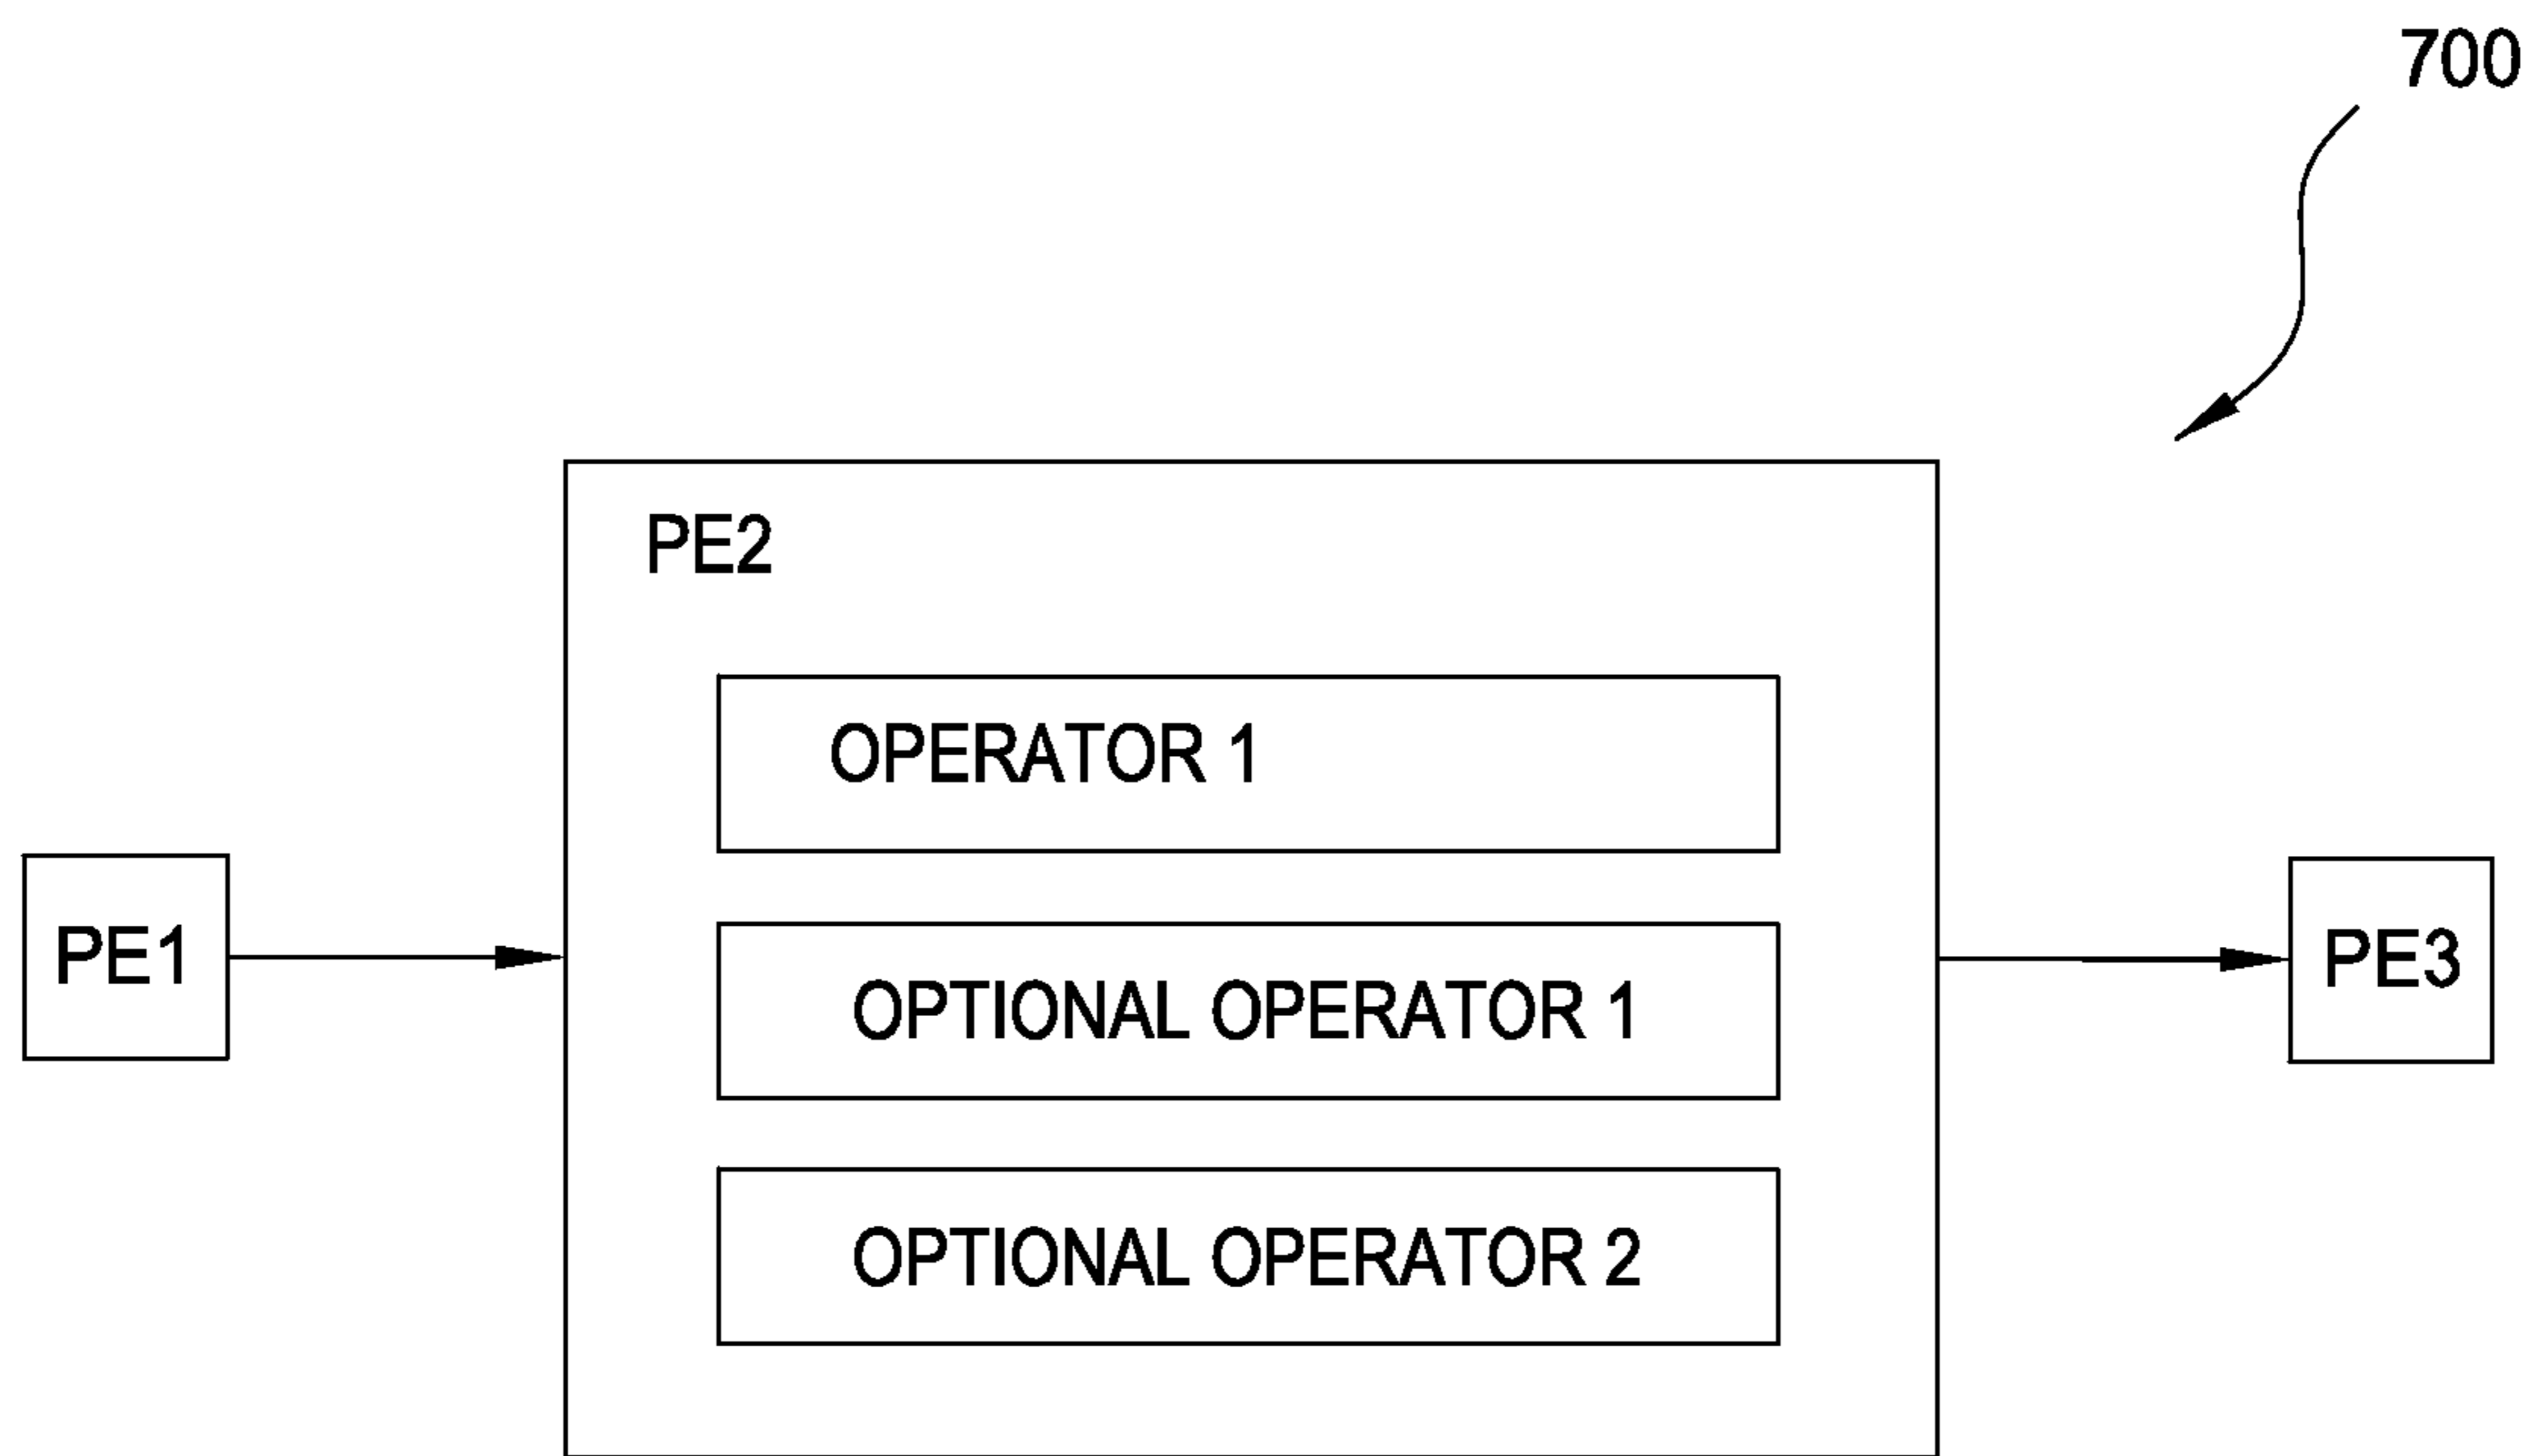 700
PE2
OPERATOR 1
PE1
OPTIONAL OPERATOR 1
PE3
OPTIONAL OPERATOR 2